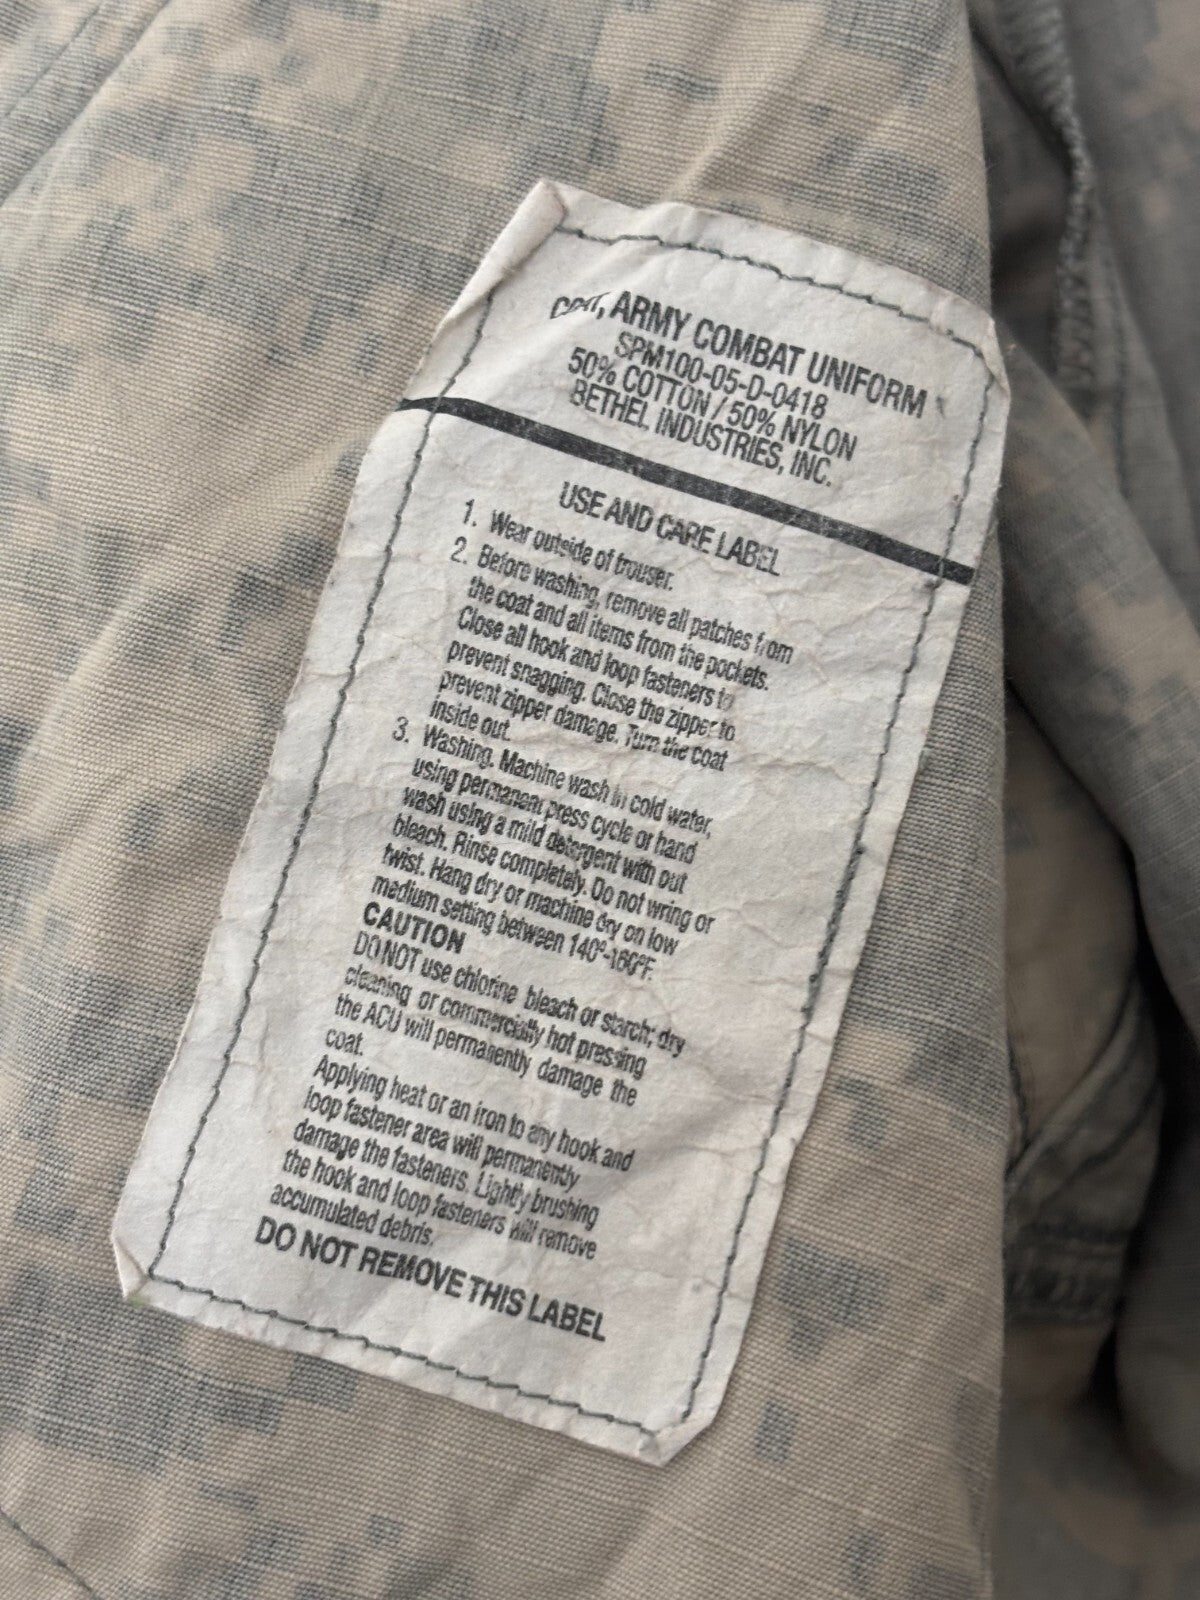 COAT, ARMY COMBAT UNIFORM
SPM100-05-D-0418
50% COTTON / 50% NYLON
BETHEL INDUSTRIES, INC.
USE AND CARE LABEL
1. Wear outside of trouser.
2. Before washing, remove all patches from
the coat and all items from the pockets.
Close all hook and loop fasteners to
prevent snagging. Close the zipper to
prevent zipper damage. Turn the coat
inside out.
3. Washing. Machine wash in cold water,
using permanent press cycle or hand
wash using a mild detergent with out
bleach. Rinse completely. Do not wring or
twist. Hang dry or machine dry on low
medium setting between 140º-160ºF.
CAUTION
DO NOT use chlorine bleach or starch; dry
cleaning or commercially hot pressing
the ACU will permanently damage the
coat.
Applying heat or an iron to any hook and
loop fastener area will permanently
damage the fasteners. Lightly brushing
the hook and loop fasteners will remove
accumulated debris.
DO NOT REMOVE THIS LABEL